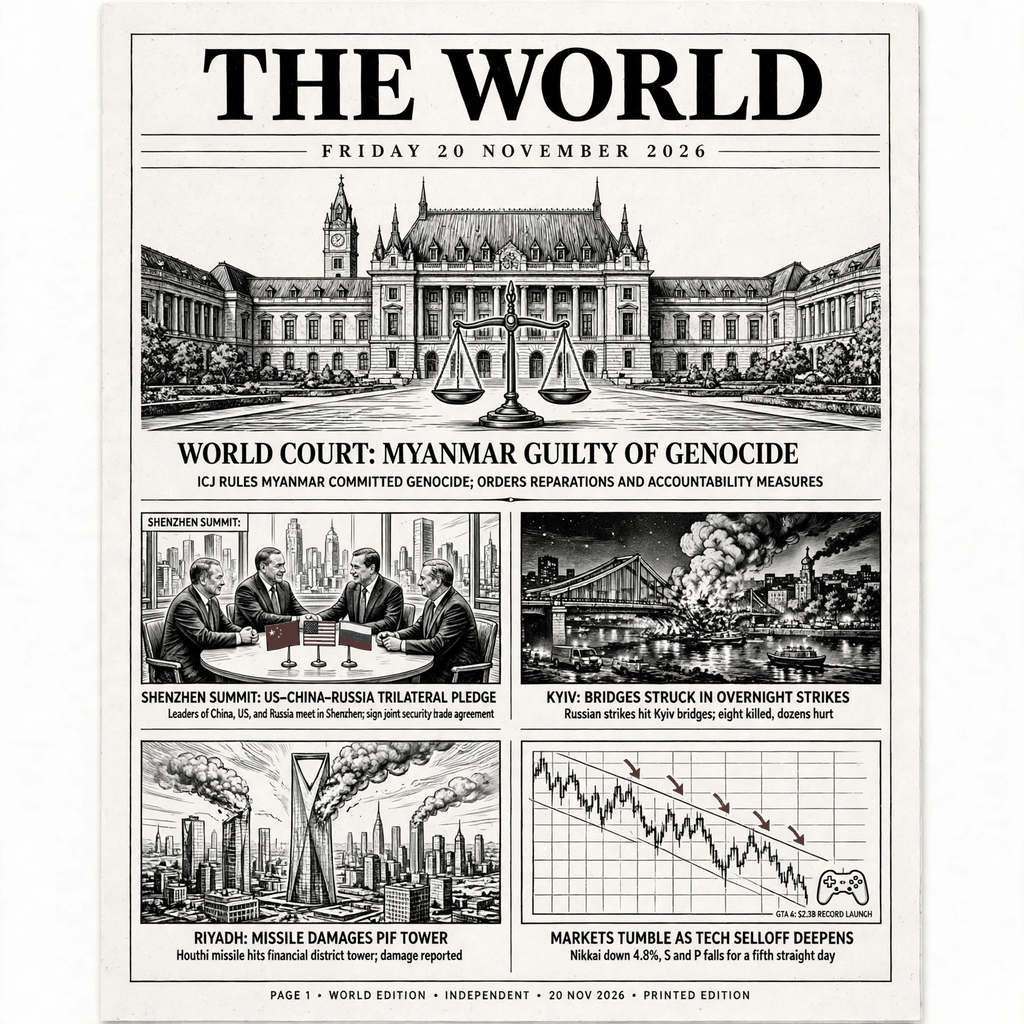 THE WORLD
FRIDAY 20 NOVEMBER 2026
WORLD COURT: MYANMAR GUILTY OF GENOCIDE
ICJ RULES MYANMAR COMMITTED GENOCIDE; ORDERS REPARATIONS AND ACCOUNTABILITY MEASURES
SHENZHEN SUMMIT:
SHENZHEN SUMMIT: US–CHINA–RUSSIA TRILATERAL PLEDGE
Leaders of China, US, and Russia meet in Shenzhen; sign joint security trade agreement
KYIV: BRIDGES STRUCK IN OVERNIGHT STRIKES
Russian strikes hit Kyiv bridges; eight killed, dozens hurt
RIYADH: MISSILE DAMAGES PIF TOWER
Houthi missile hits financial district tower; damage reported
GTA 6: $2.3B RECORD LAUNCH
MARKETS TUMBLE AS TECH SELLOFF DEEPENS
Nikkai down 4.8%, S and P falls for a fifth straight day
PAGE 1 • WORLD EDITION • INDEPENDENT • 20 NOV 2026 • PRINTED EDITION